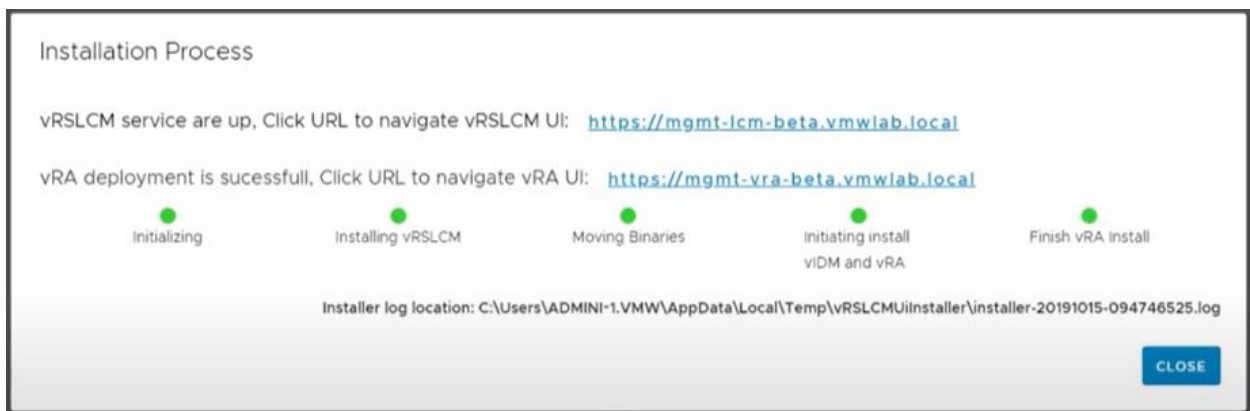 Installation Process
vRSLCM service are up, Click URL to navigate vRSLCM UI: https://mgmt-lcm-beta.vmwlab.local
vRA deployment is sucessfull, Click URL to navigate vRA UI: https://mgmt-vra-beta.vmwlab.local
Initializing
Installing vRSLCM
Moving Binaries
Initiating install
vIDM and vRA
Finish vRA Install
Installer log location: C:\Users\ADMINI~1.VMW\AppData\Local\Temp\vRSLCMUiInstaller\installer-20191015-094746525.log
CLOSE